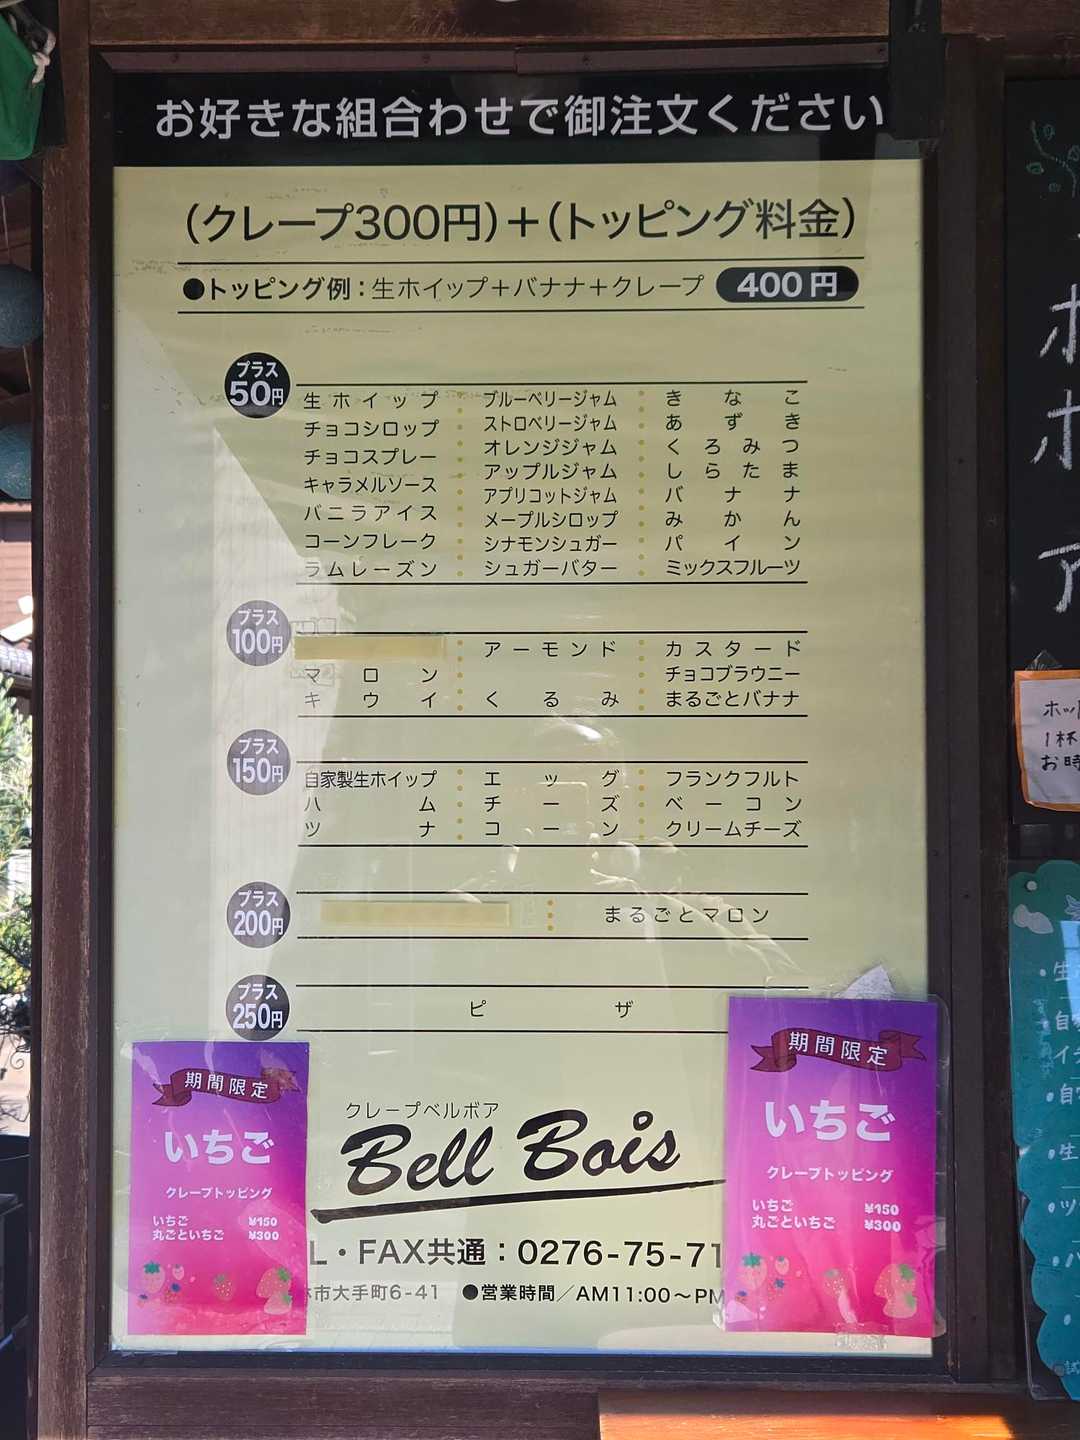 お好きな組合わせで御注文ください
(クレープ300円)+(トッピング料金)
●トッピング例：生ホイップ＋バナナ＋クレープ 400円
プラス
50円
生ホイップ
チョコシロップ
チョコスプレー
キャラメルソース
バニラアイス
コーンフレーク
ラムレーズン
ブルーベリージャム
ストロベリージャム
オレンジジャム
アップルジャム
アプリコットジャム
メープルシロップ
シナモンシュガー
シュガーバター
きなこ
あずき
くろみつ
しらたま
バナナ
みかん
パイン
ミックスフルーツ
プラス
100円
マロン
キウイ
アーモンド
くるみ
カスタード
チョコブラウニー
まるごとバナナ
プラス
150円
自家製生ホイップ
ハム
ツナ
エッグ
チーズ
コーン
フランクフルト
ベーコン
クリームチーズ
プラス
200円
まるごとマロン
プラス
250円
ピザ
クレープベルボア
Bell Bois
L・FAX共通：0276-75-71
市大手町6-41 ●営業時間／AM11:00〜PM
期間限定
いちご
クレープトッピング
いちご ¥150
丸ごといちご ¥300
期間限定
いちご
クレープトッピング
いちご ¥150
丸ごといちご ¥300
ホット
1杯
お時